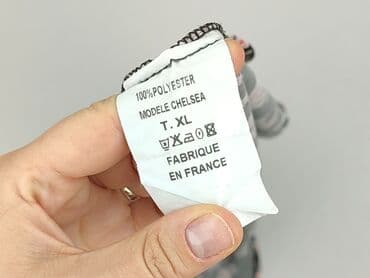 100%POLYESTER
MODELE CHELSEA
T. XL
FABRIQUE
EN FRANCE